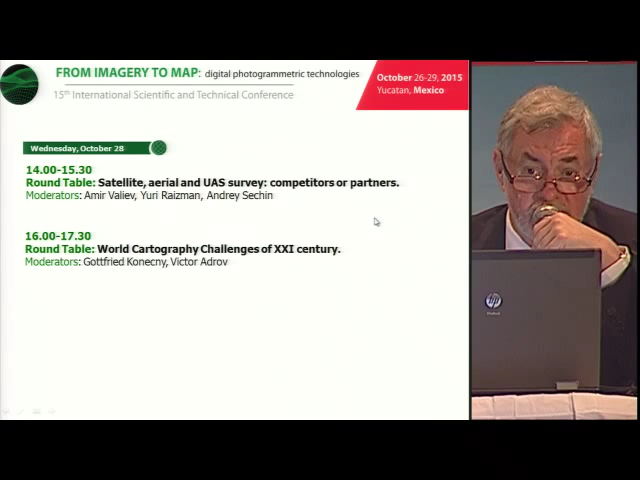 FROM IMAGERY TO MAP: digital photogrammetric technologies
15th International Scientific and Technical Conference
October 26-29, 2015
Yucatan, Mexico
Wednesday, October 28
14.00-15.30
Round Table: Satellite, aerial and UAS survey: competitors or partners.
Moderators: Amir Valiev, Yuri Raizman, Andrey Sechin
16.00-17.30
Round Table: World Cartography Challenges of XXI century.
Moderators: Gottfried Konecny, Victor Adrov
hp